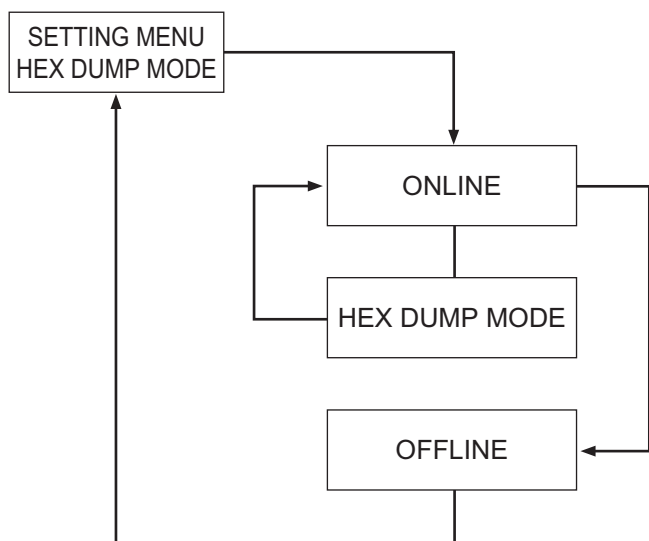 SETTING MENU
HEX DUMP MODE
ONLINE
HEX DUMP MODE
OFFLINE